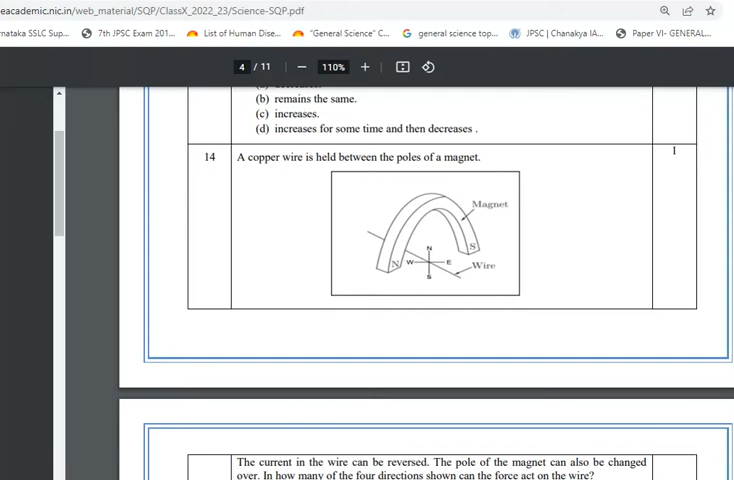 eacademic.nic.in/web_material/SQP/ClassX_2022_23/Science-SQP.pdf
rnataka SSLC Sup... 7th JPSC Exam 201... List of Human Dise... "General Science" C... general science top... JPSC | Chanakya IA... Paper VI- GENERAL...
4 / 11 — 110% +
(b) remains the same.
(c) increases.
(d) increases for some time and then decreases .
14 A copper wire is held between the poles of a magnet. 1
Magnet
S
N
N W E
Wire
S
The current in the wire can be reversed. The pole of the magnet can also be changed
over. In how many of the four directions shown can the force act on the wire?